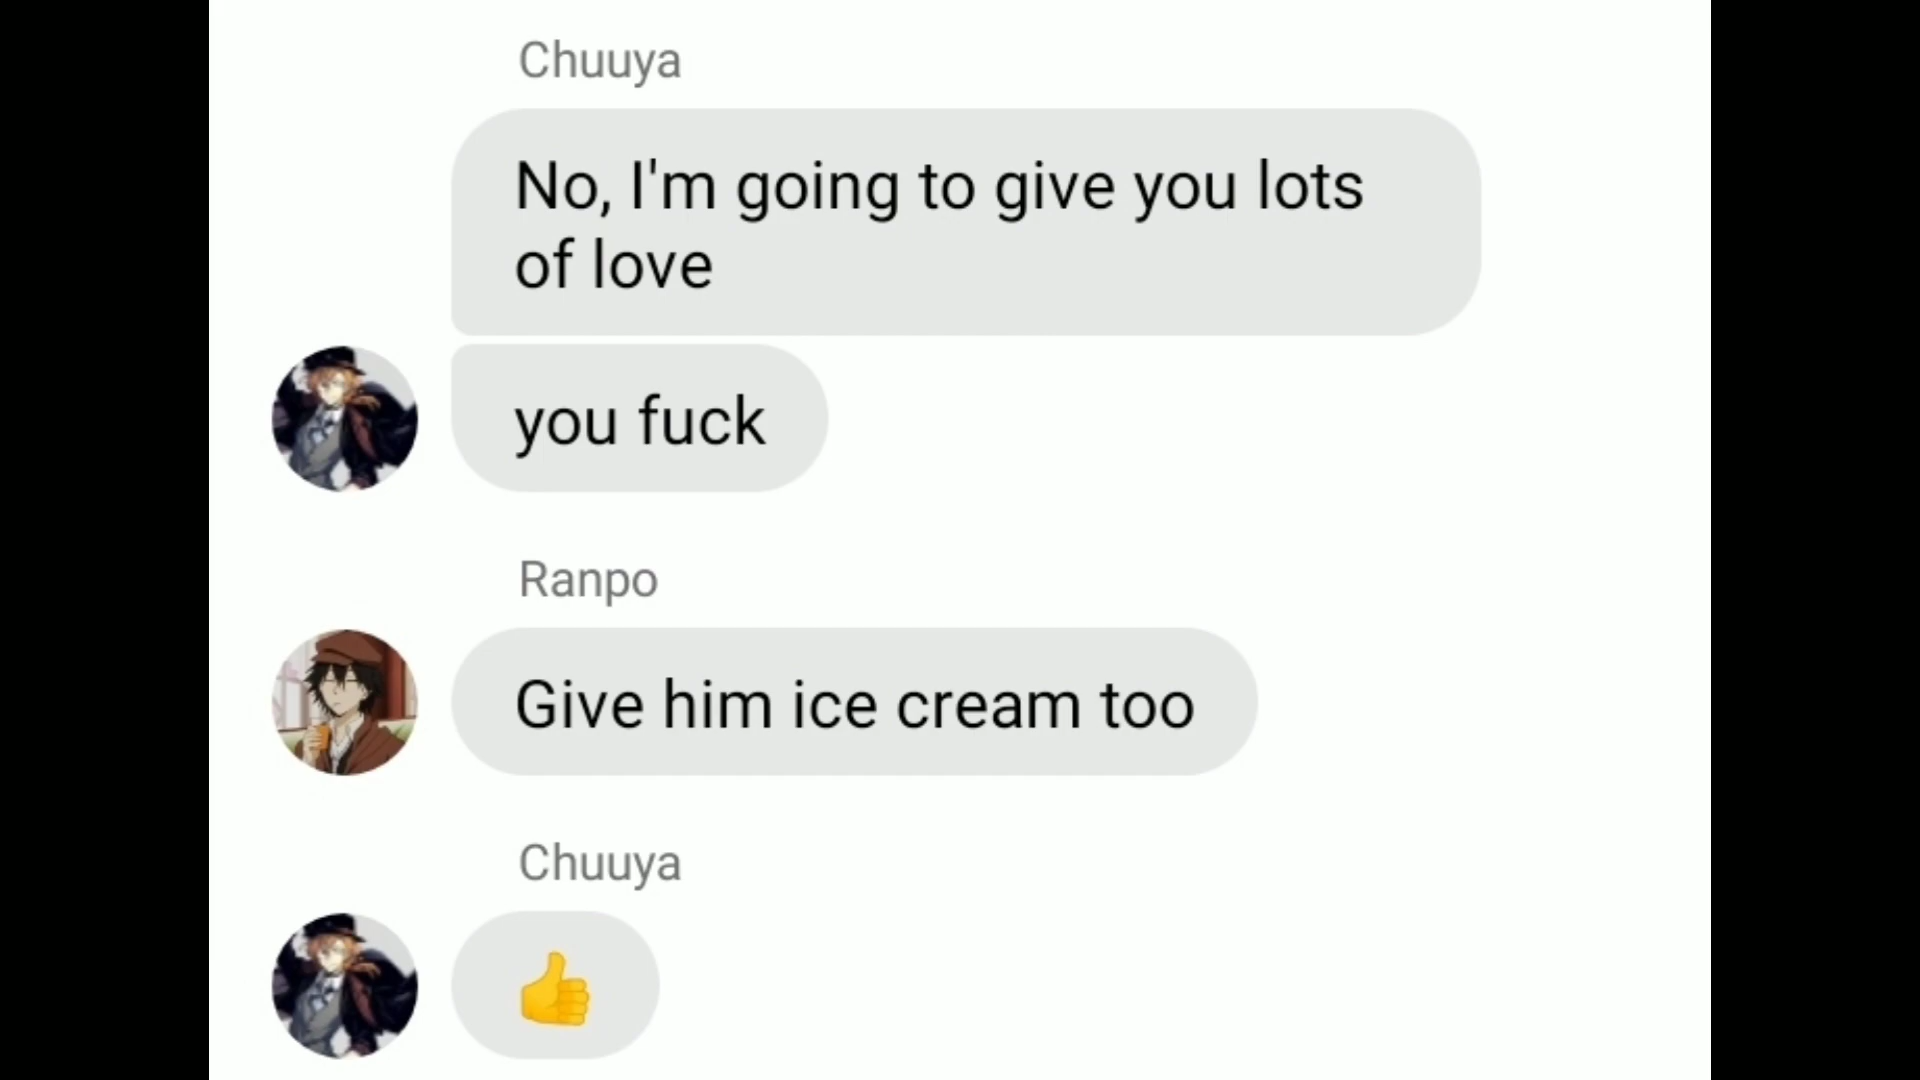 Chuuya
No, I'm going to give you lots
of love
you fuck
Ranpo
Give him ice cream too
Chuuya
👍